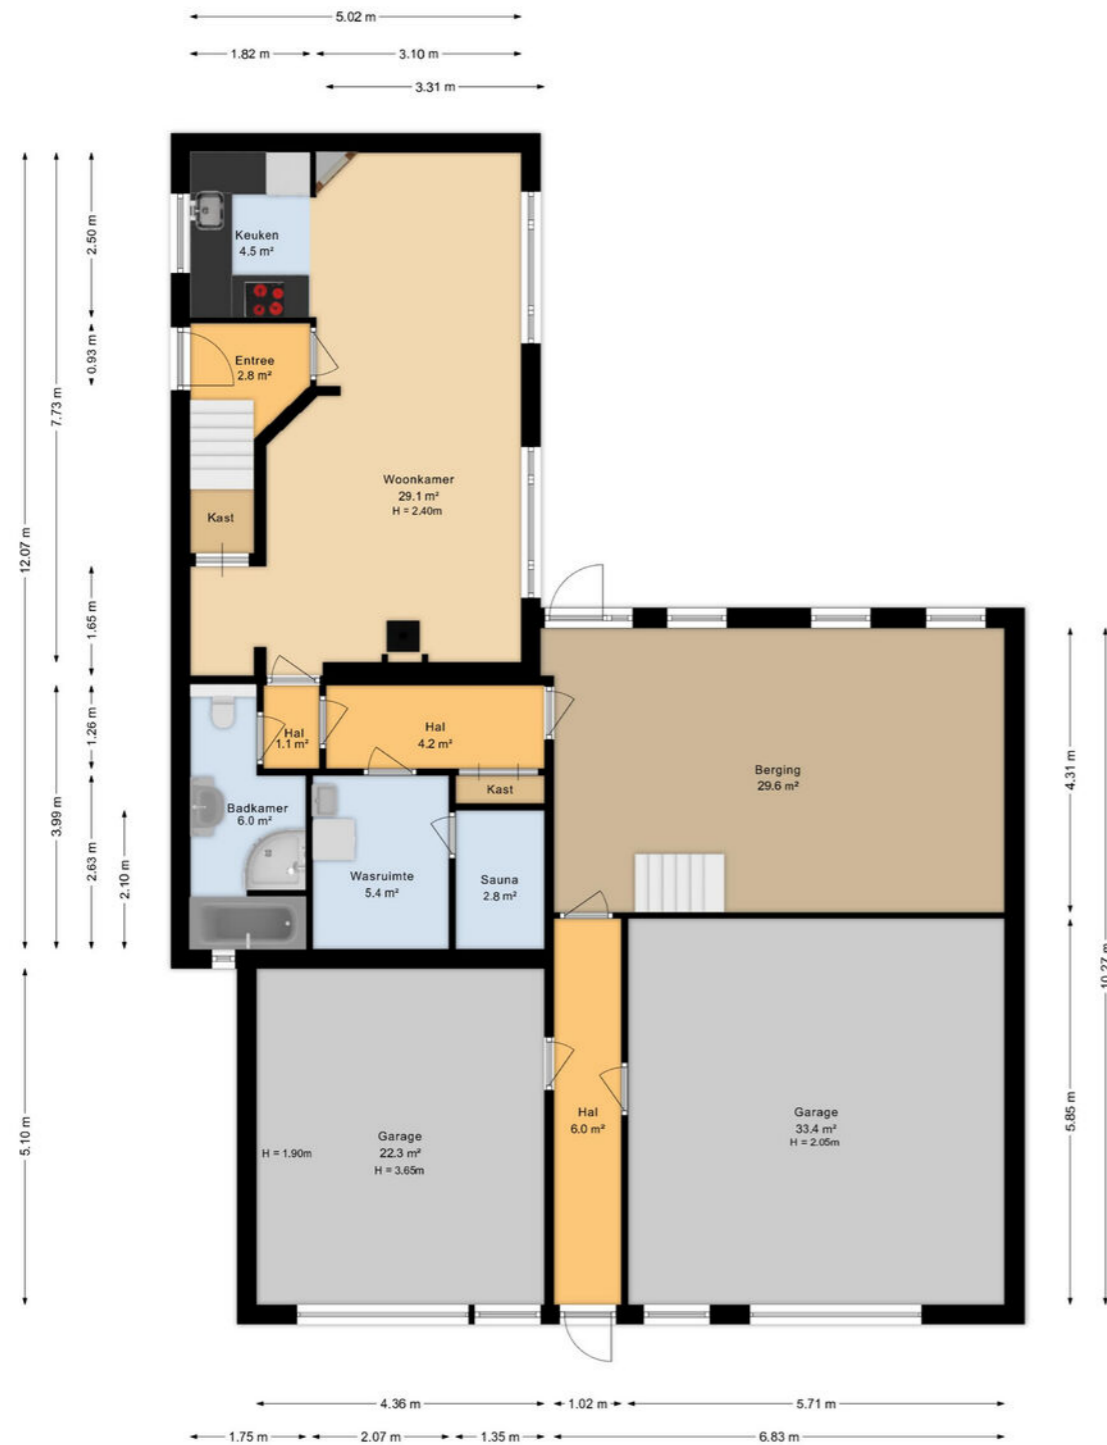 5.02 m
1.82 m
3.10 m
3.31 m
12.07 m
7.73 m
2.50 m
0.93 m
1.65 m
3.99 m
1.26 m
2.63 m
2.10 m
5.10 m
Keuken
4.5 m²
Entree
2.8 m²
Kast
Woonkamer
29.1 m²
H = 2.40m
Hal
1.1 m²
Hal
4.2 m²
Kast
Badkamer
6.0 m²
Wasruimte
5.4 m²
Sauna
2.8 m²
Berging
29.6 m²
4.31 m
10.27 m
5.85 m
H = 1.90m
Garage
22.3 m²
H = 3.65m
Hal
6.0 m²
Garage
33.4 m²
H = 2.05m
4.36 m
1.02 m
5.71 m
1.75 m
2.07 m
1.35 m
6.83 m